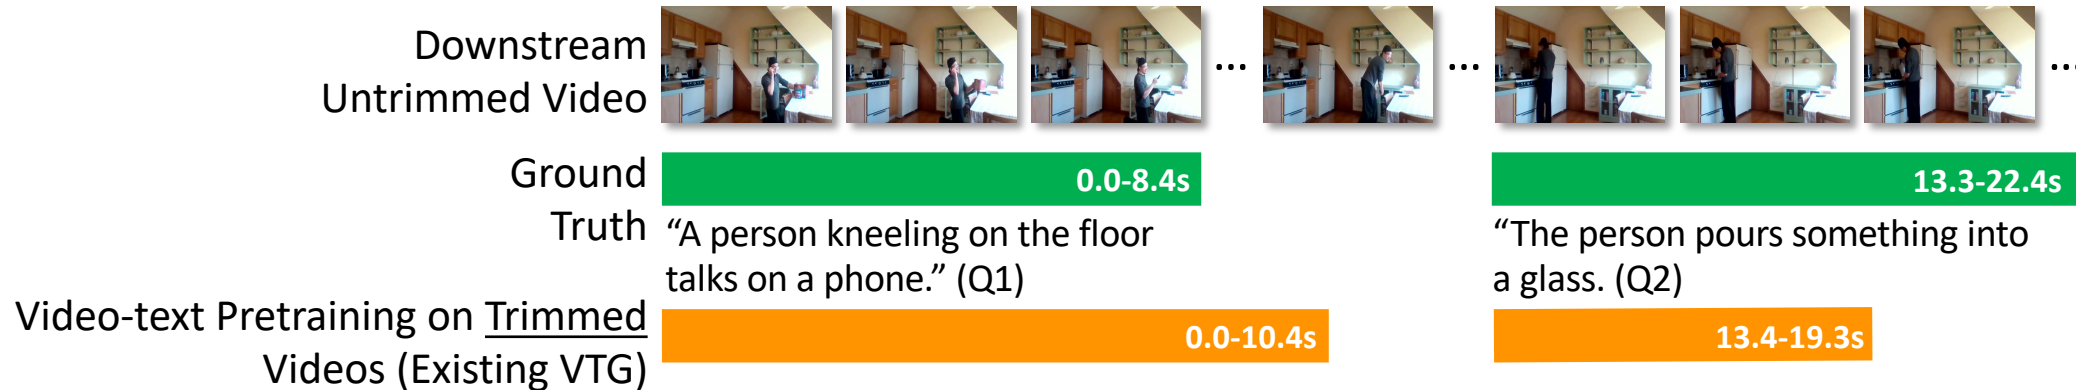 Downstream
Untrimmed Video
... ... ...
Ground
Truth
0.0-8.4s
13.3-22.4s
“A person kneeling on the floor
talks on a phone.” (Q1)
“The person pours something into
a glass. (Q2)
Video-text Pretraining on Trimmed
Videos (Existing VTG)
0.0-10.4s
13.4-19.3s